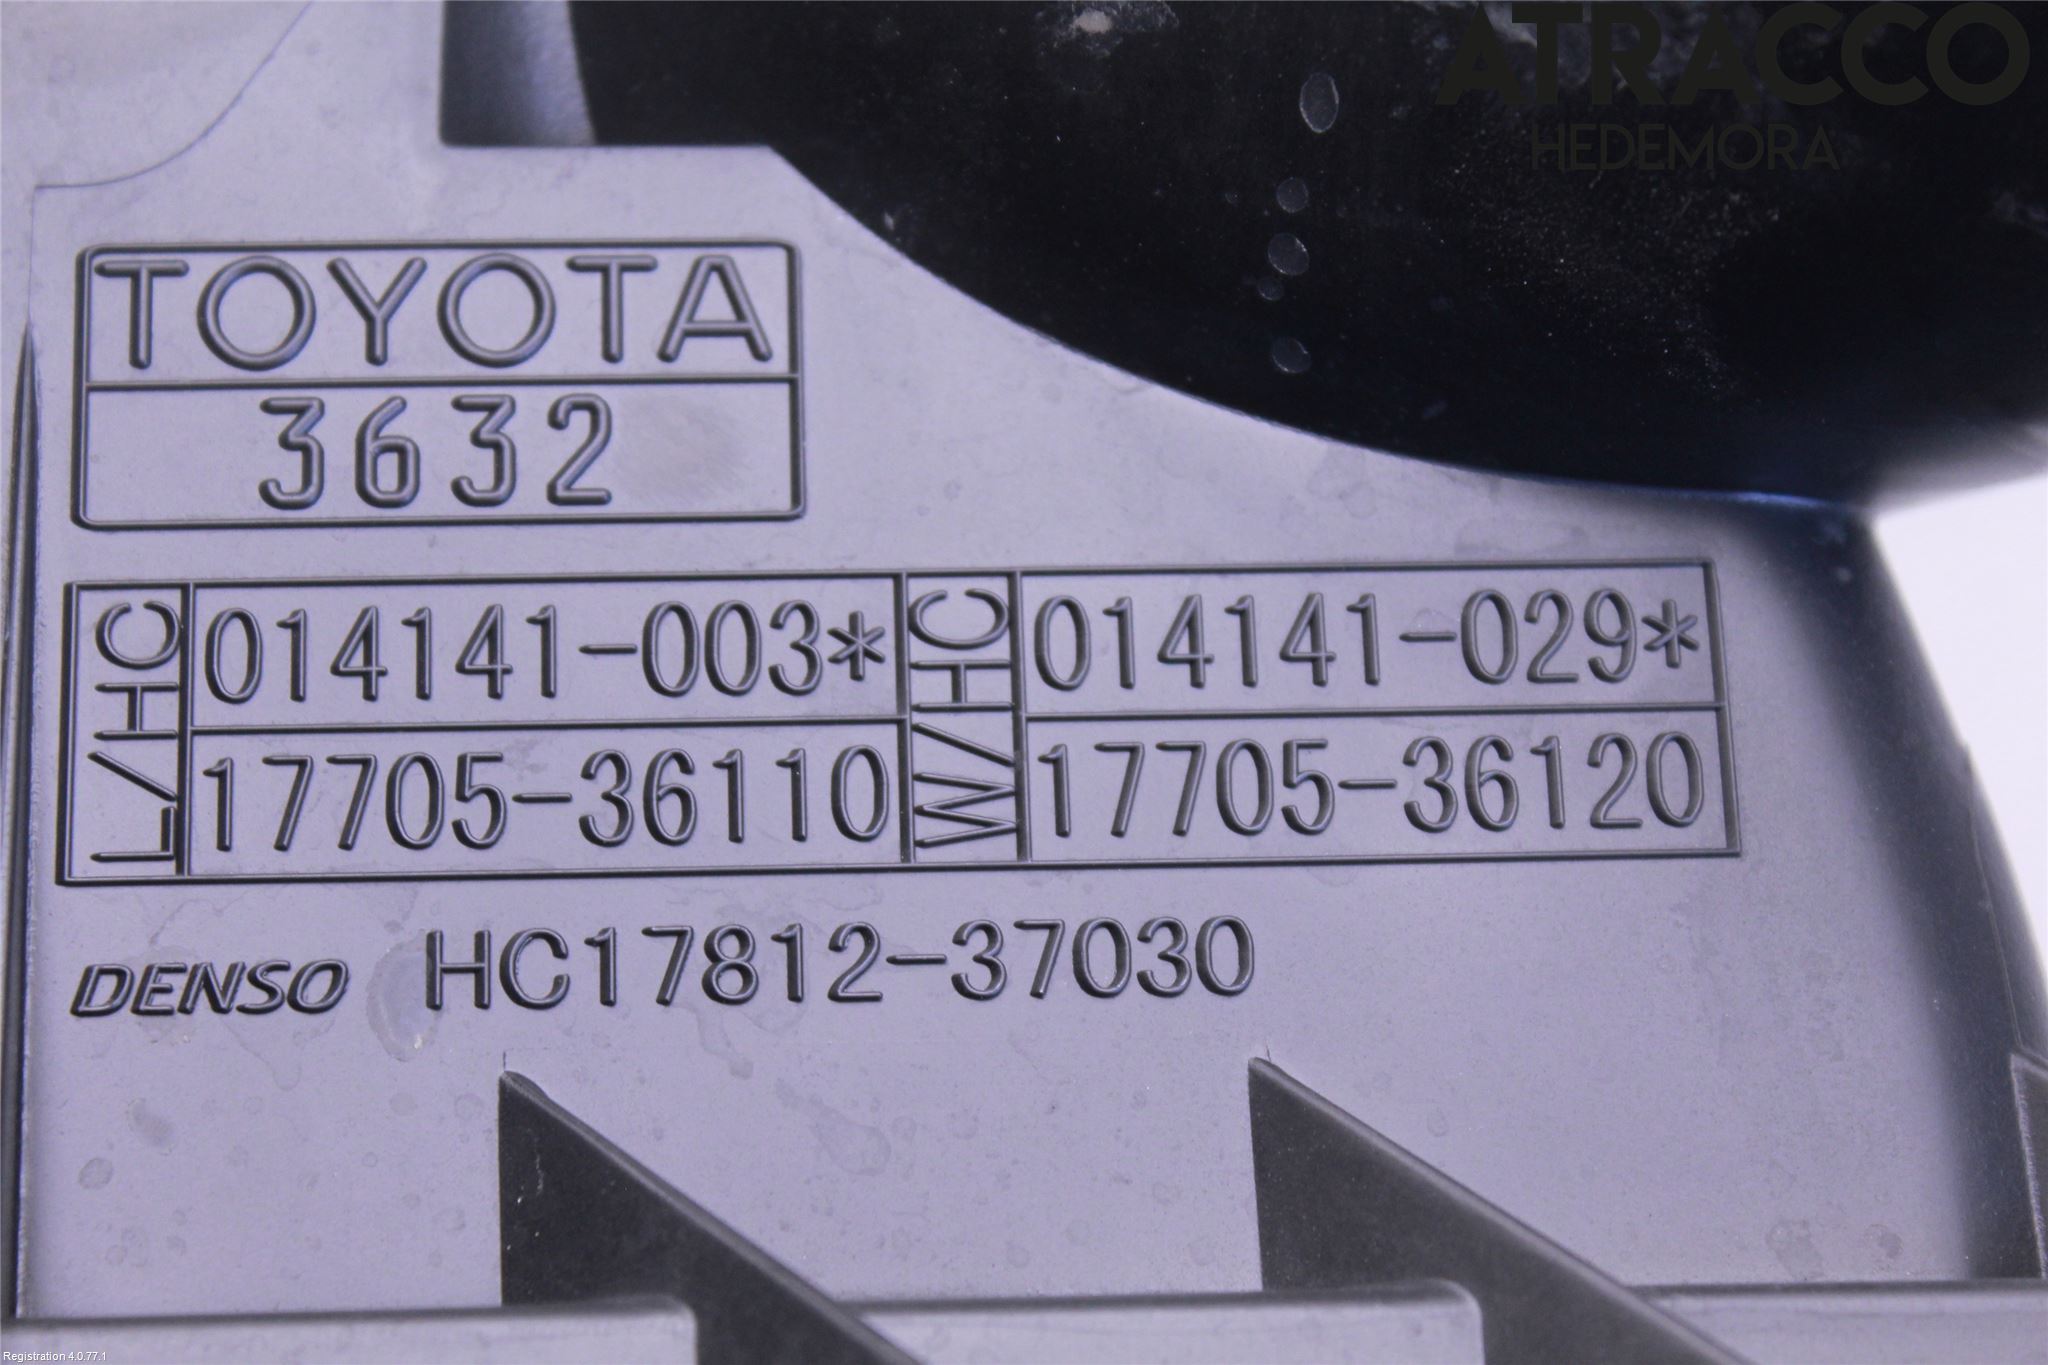 ATRACCO
HEDEMORA
TOYOTA
3632
L/HC
014141-003*
17705-36110
W/HC
014141-029*
17705-36120
DENSO HC17812-37030
Registration 4.0.77.1